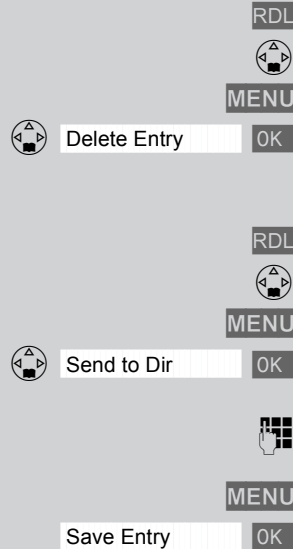 RDL
MENU
Delete Entry OK
RDL
MENU
Send to Dir OK
MENU
Save Entry OK